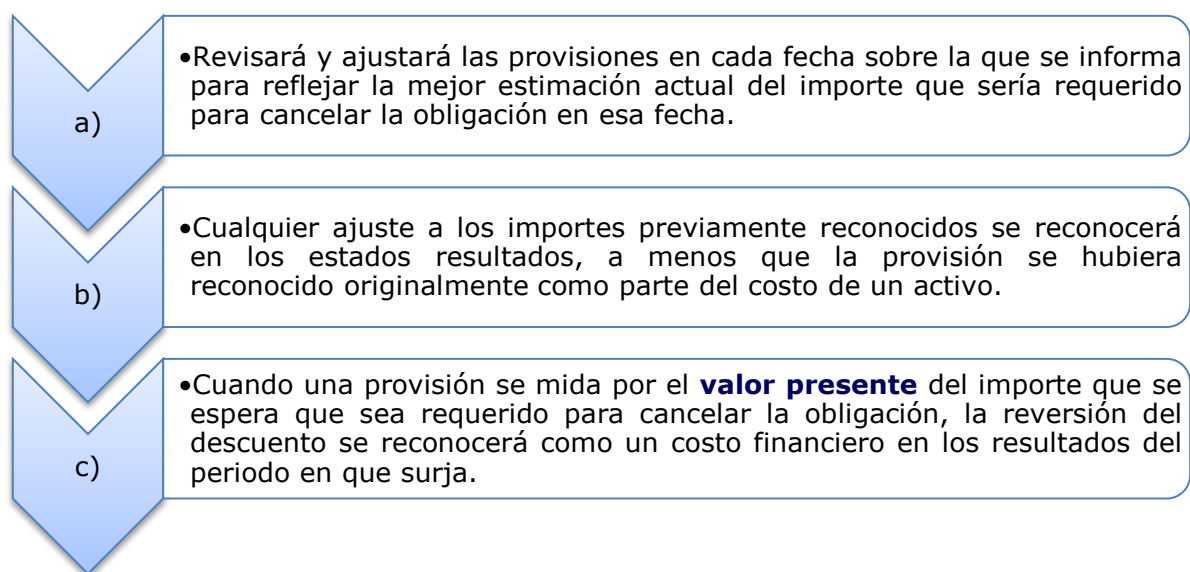 a)
•Revisará y ajustará las provisiones en cada fecha sobre la que se informa
para reflejar la mejor estimación actual del importe que sería requerido
para cancelar la obligación en esa fecha.
b)
•Cualquier ajuste a los importes previamente reconocidos se reconocerá
en los estados resultados, a menos que la provisión se hubiera
reconocido originalmente como parte del costo de un activo.
c)
•Cuando una provisión se mida por el valor presente del importe que se
espera que sea requerido para cancelar la obligación, la reversión del
descuento se reconocerá como un costo financiero en los resultados del
periodo en que surja.